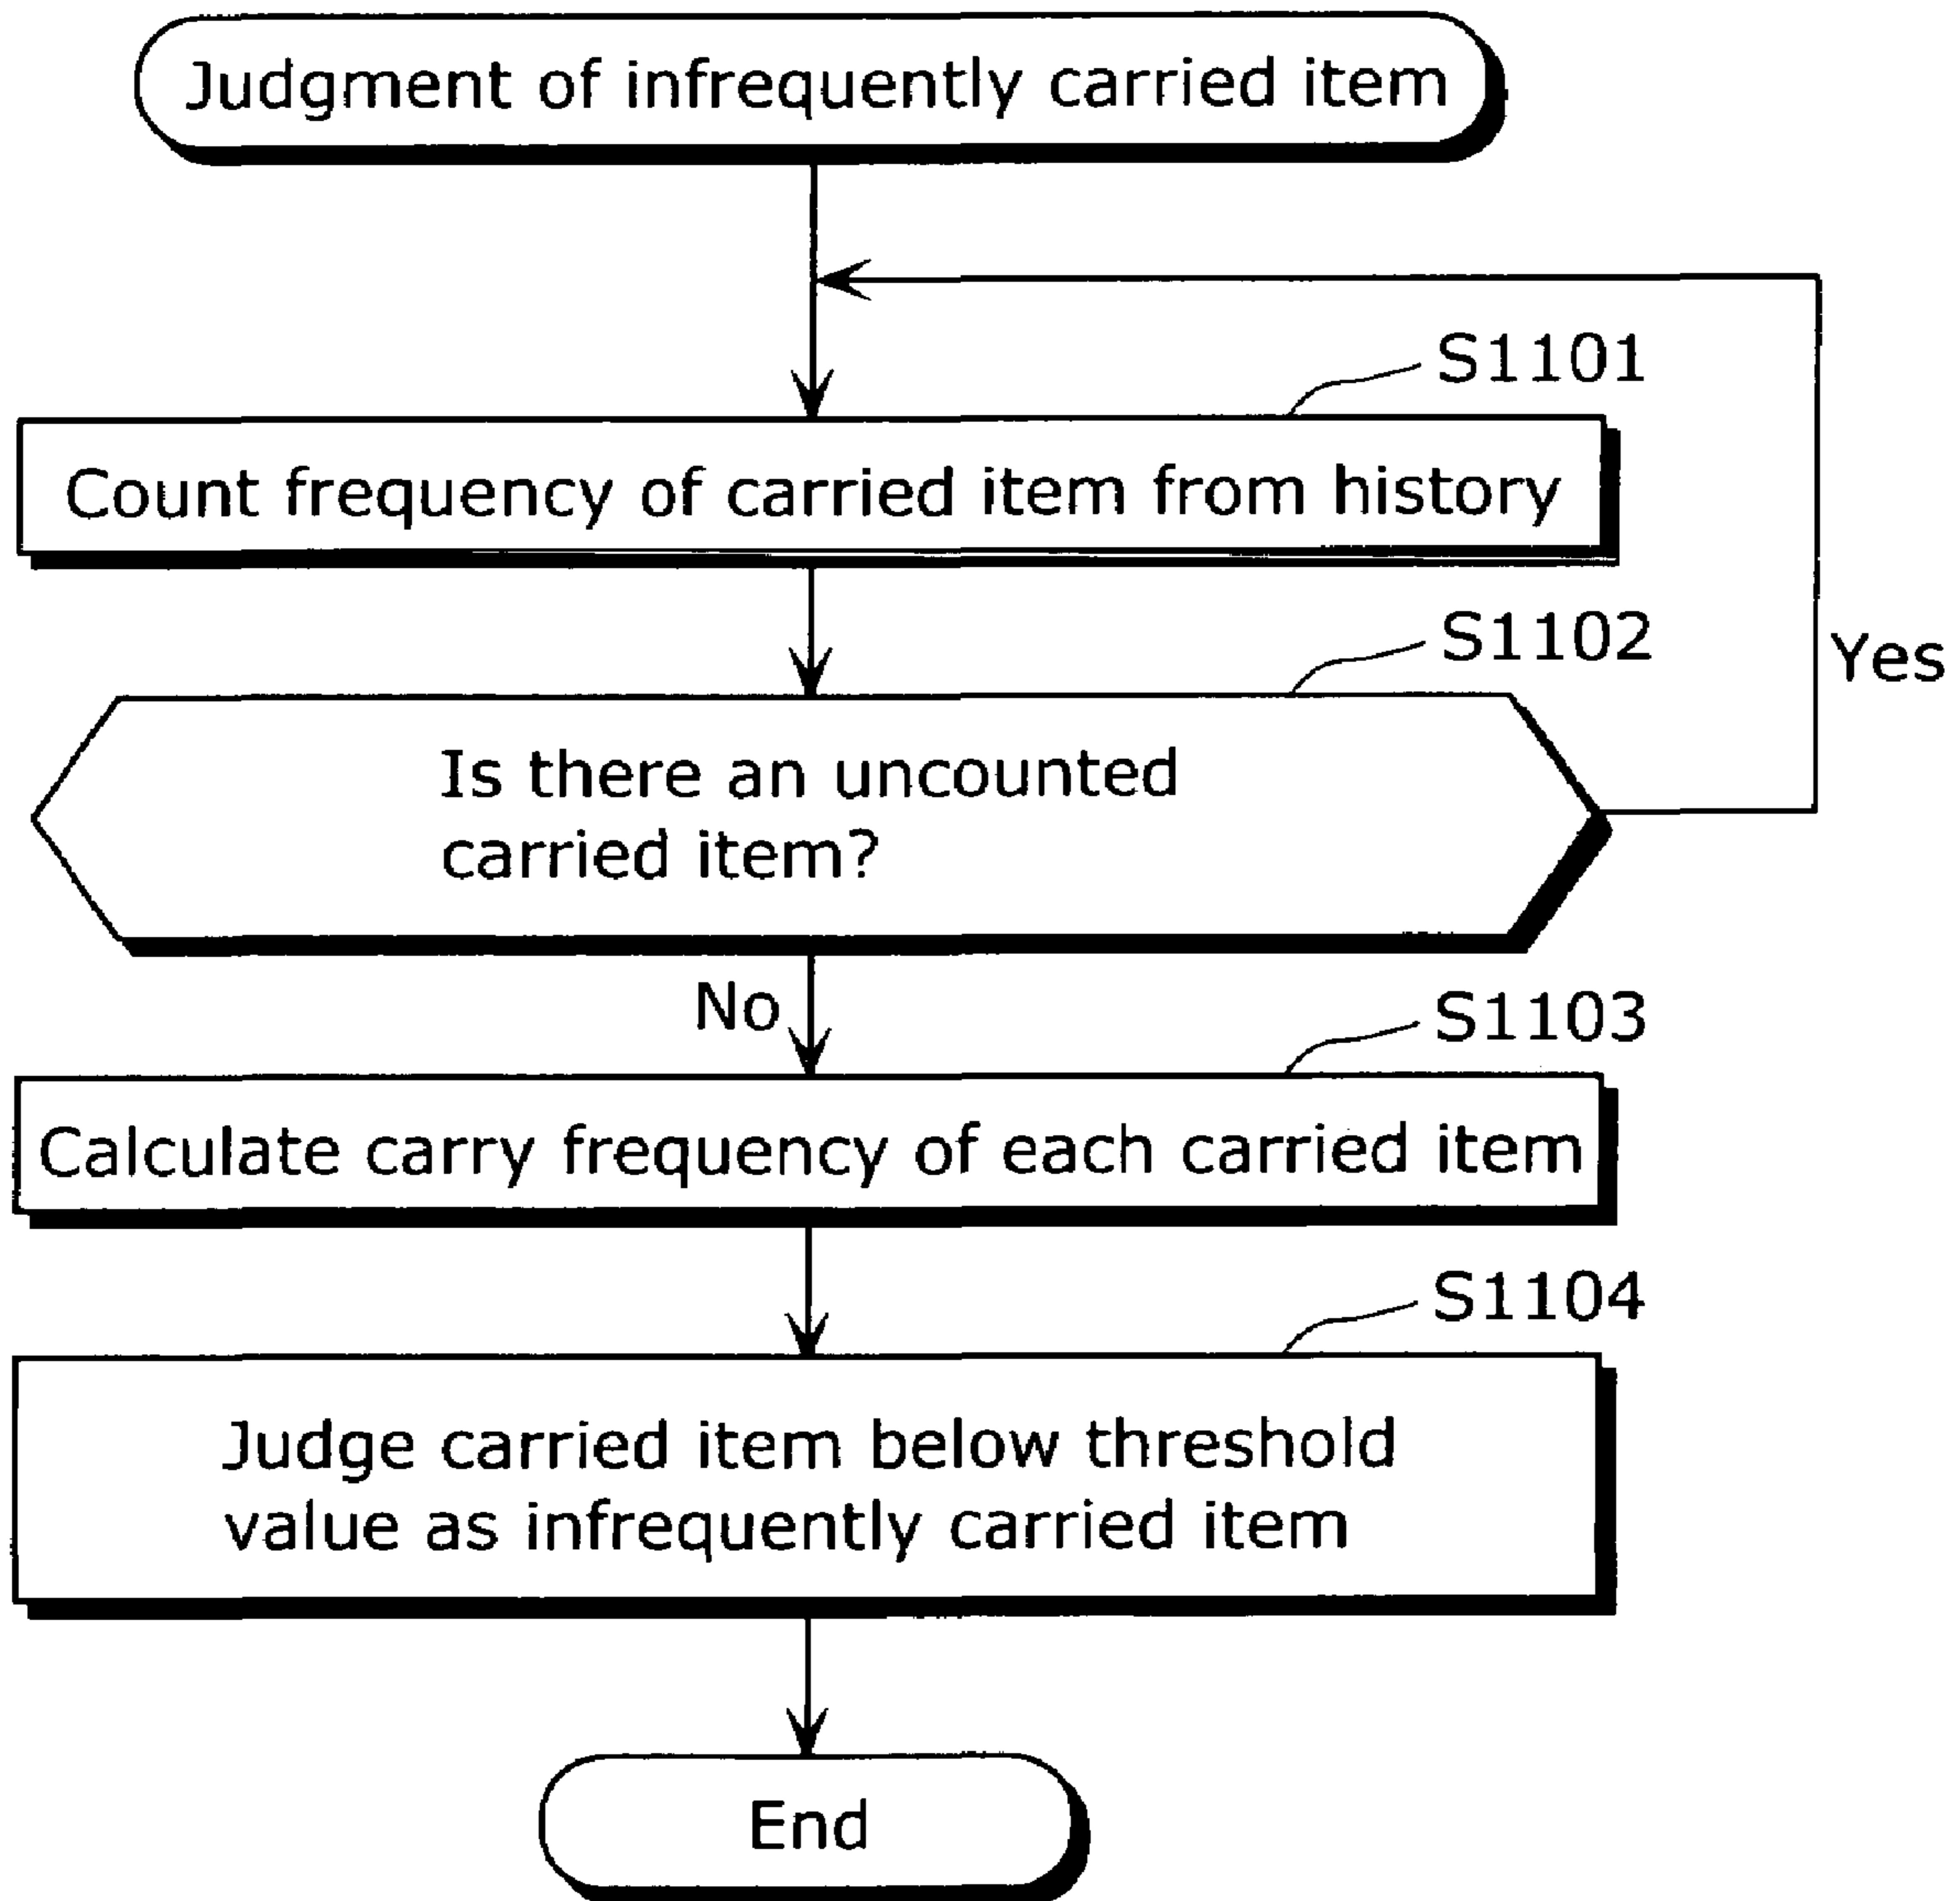 Judgment of infrequently carried item
S1101
Count frequency of carried item from history
S1102
Yes
Is there an uncounted
carried item?
No
S1103
Calculate carry frequency of each carried item
S1104
Judge carried item below threshold
value as infrequently carried item
End